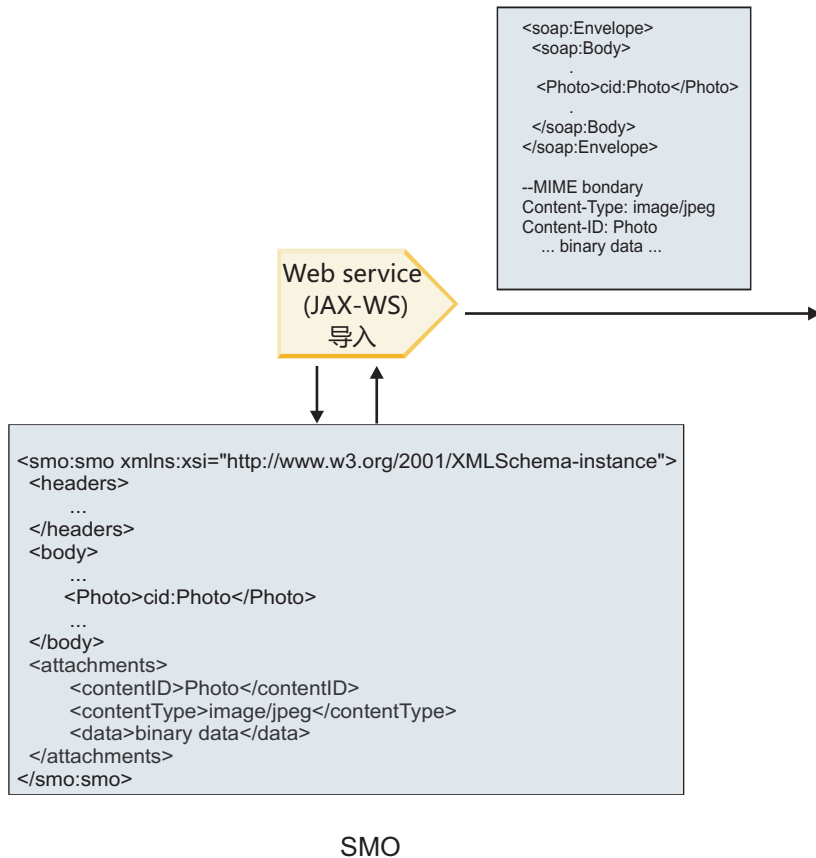 <soap:Envelope>
<soap:Body>
.
<Photo>cid:Photo</Photo>
.
</soap:Body>
</soap:Envelope>
--MIME bondary
Content-Type: image/jpeg
Content-ID: Photo
... binary data ...
Web service
(JAX-WS)
导入
<smo:smo xmlns:xsi="http://www.w3.org/2001/XMLSchema-instance">
<headers>
...
</headers>
<body>
...
<Photo>cid:Photo</Photo>
...
</body>
<attachments>
<contentID>Photo</contentID>
<contentType>image/jpeg</contentType>
<data>binary data</data>
</attachments>
</smo:smo>
SMO